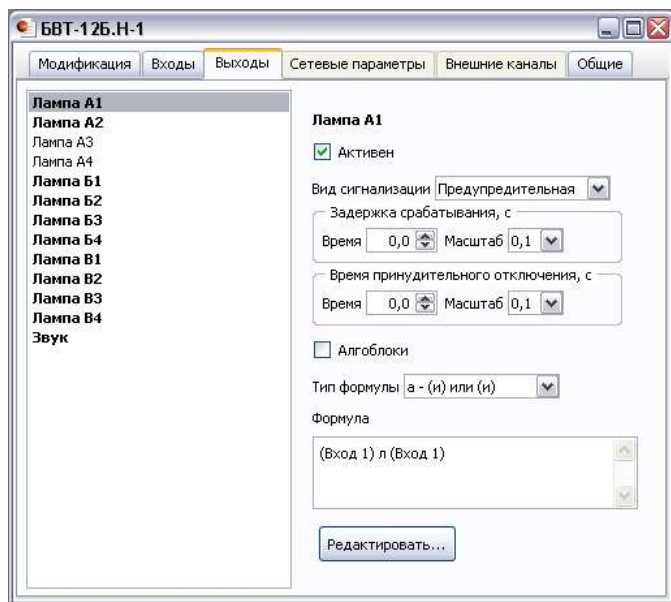 БВТ-12Б.Н-1
Модификация Входы Выходы Сетевые параметры Внешние каналы Общие
Лампа А1
Лампа А2
Лампа А3
Лампа А4
Лампа Б1
Лампа Б2
Лампа Б3
Лампа Б4
Лампа В1
Лампа В2
Лампа В3
Лампа В4
Звук
Лампа А1
Активен
Вид сигнализации Предупредительная
Задержка срабатывания, с
Время 0,0 Масштаб 0,1
Время принудительного отключения, с
Время 0,0 Масштаб 0,1
Алгоблоки
Тип формулы а - (и) или (и)
Формула
(Вход 1) л (Вход 1)
Редактировать...